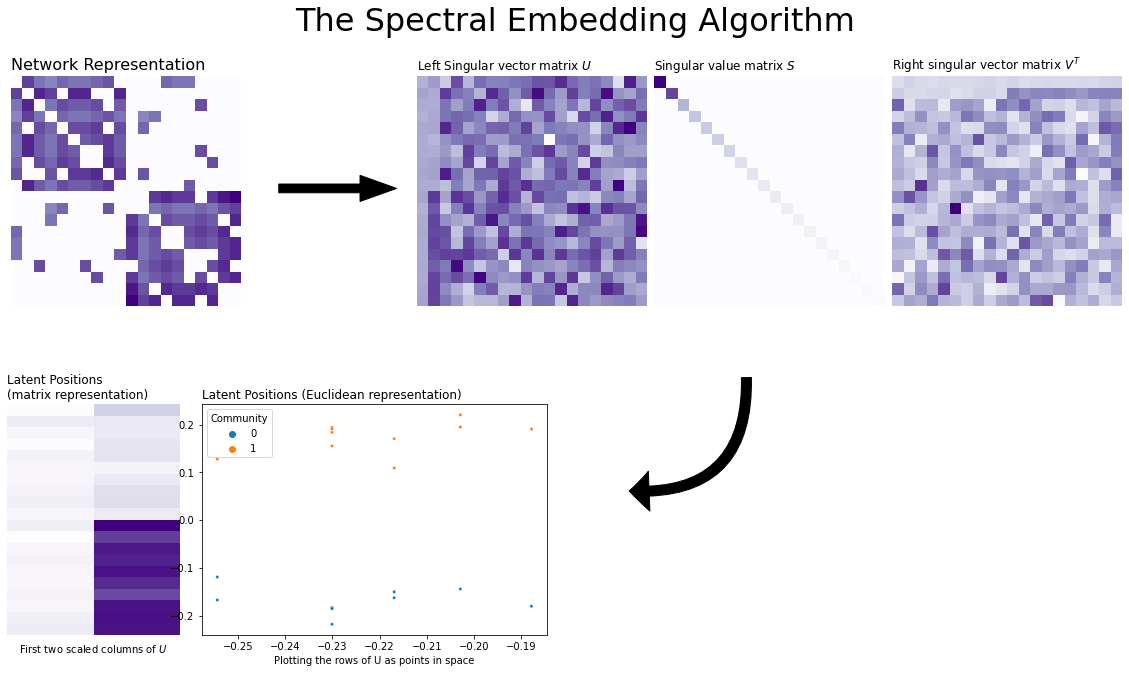 The Spectral Embedding Algorithm
Network Representation
Left Singular vector matrix U
Singular value matrix S
Right singular vector matrix V^T
Latent Positions
(matrix representation)
First two scaled columns of U
Latent Positions (Euclidean representation)
Community
0
1
0.2
0.1
0.0
−0.1
−0.2
−0.25 −0.24 −0.23 −0.22 −0.21 −0.20 −0.19
Plotting the rows of U as points in space